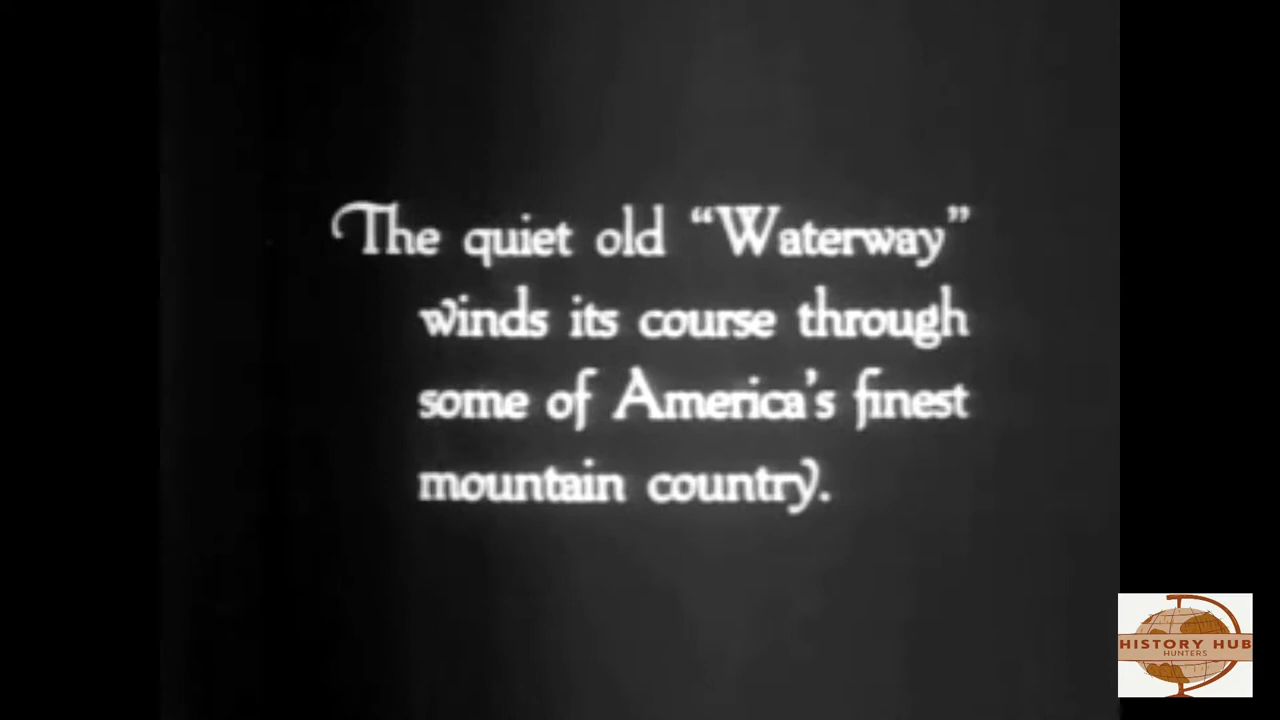 The quiet old “Waterway”
winds its course through
some of America's finest
mountain country.
HISTORY HUB
HUNTERS